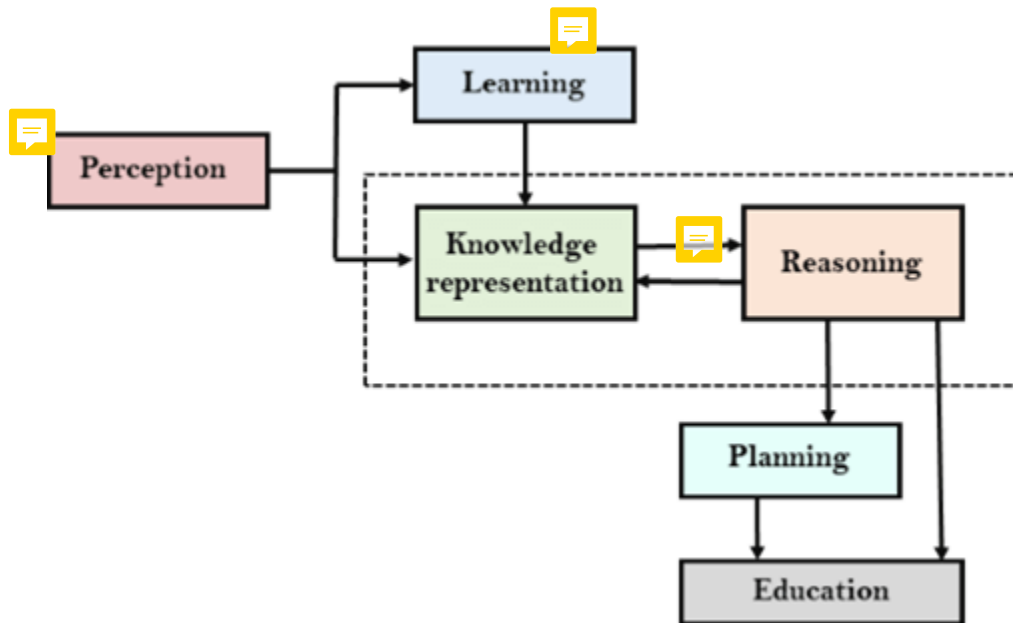 Learning
Perception
Knowledge
representation
Reasoning
Planning
Education